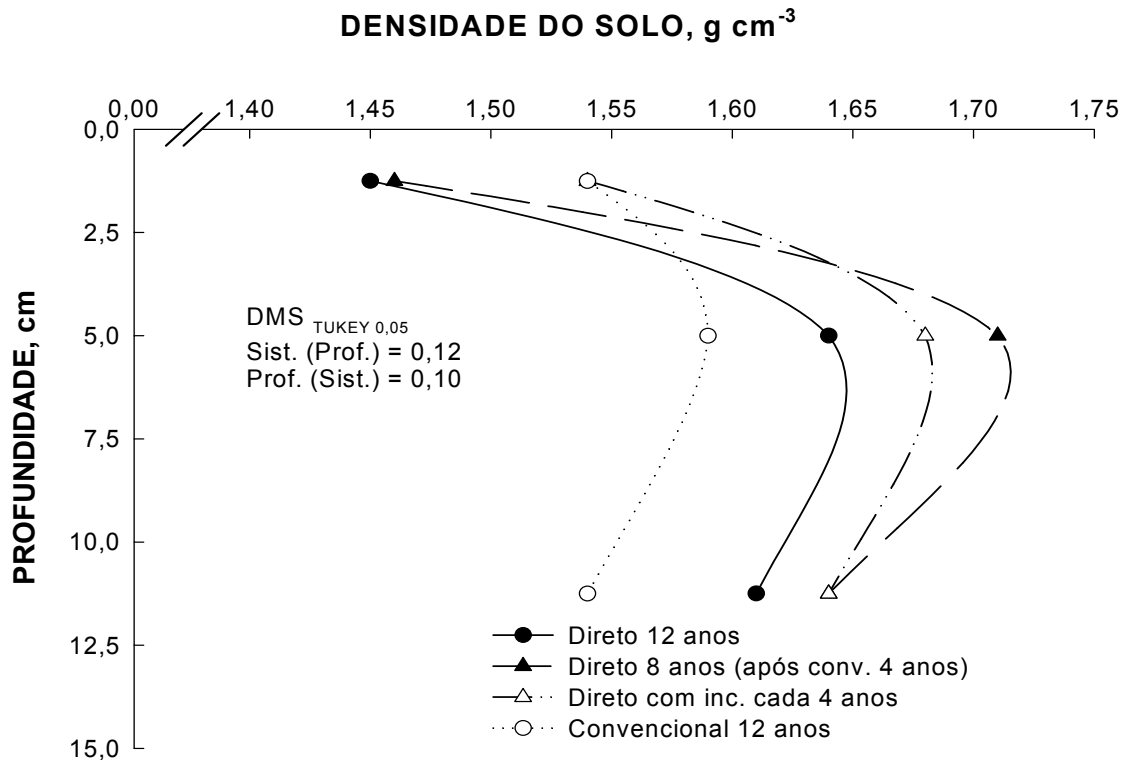 DENSIDADE DO SOLO, g cm-3
0,00 1,40 1,45 1,50 1,55 1,60 1,65 1,70 1,75
0,0
2,5
5,0
7,5
10,0
12,5
15,0
PROFUNDIDADE, cm
DMS TUKEY 0,05
Sist. (Prof.) = 0,12
Prof. (Sist.) = 0,10
Direto 12 anos
Direto 8 anos (após conv. 4 anos)
Direto com inc. cada 4 anos
Convencional 12 anos